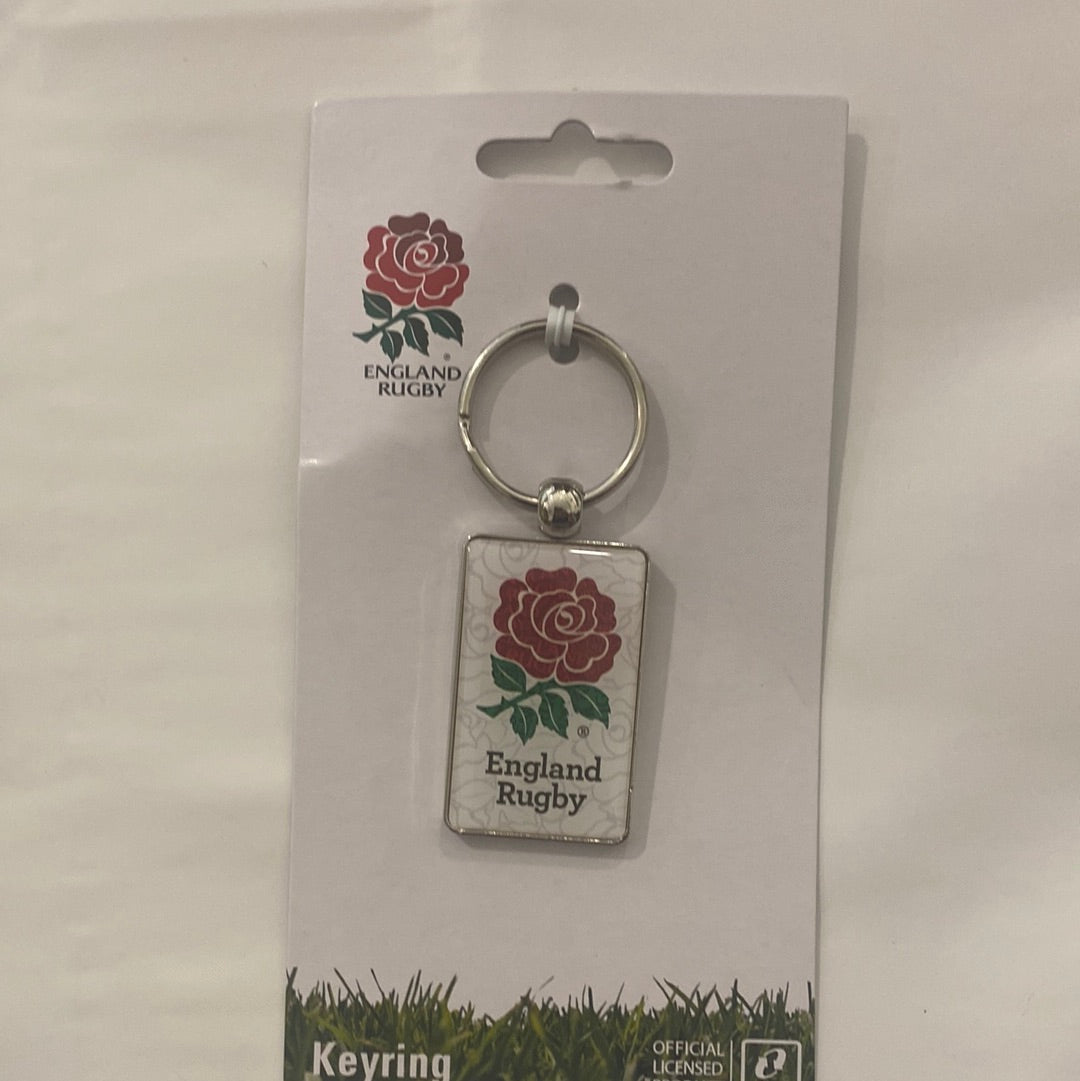 ENGLAND
RUGBY
England
Rugby
Keyring
OFFICIAL
LICENSED